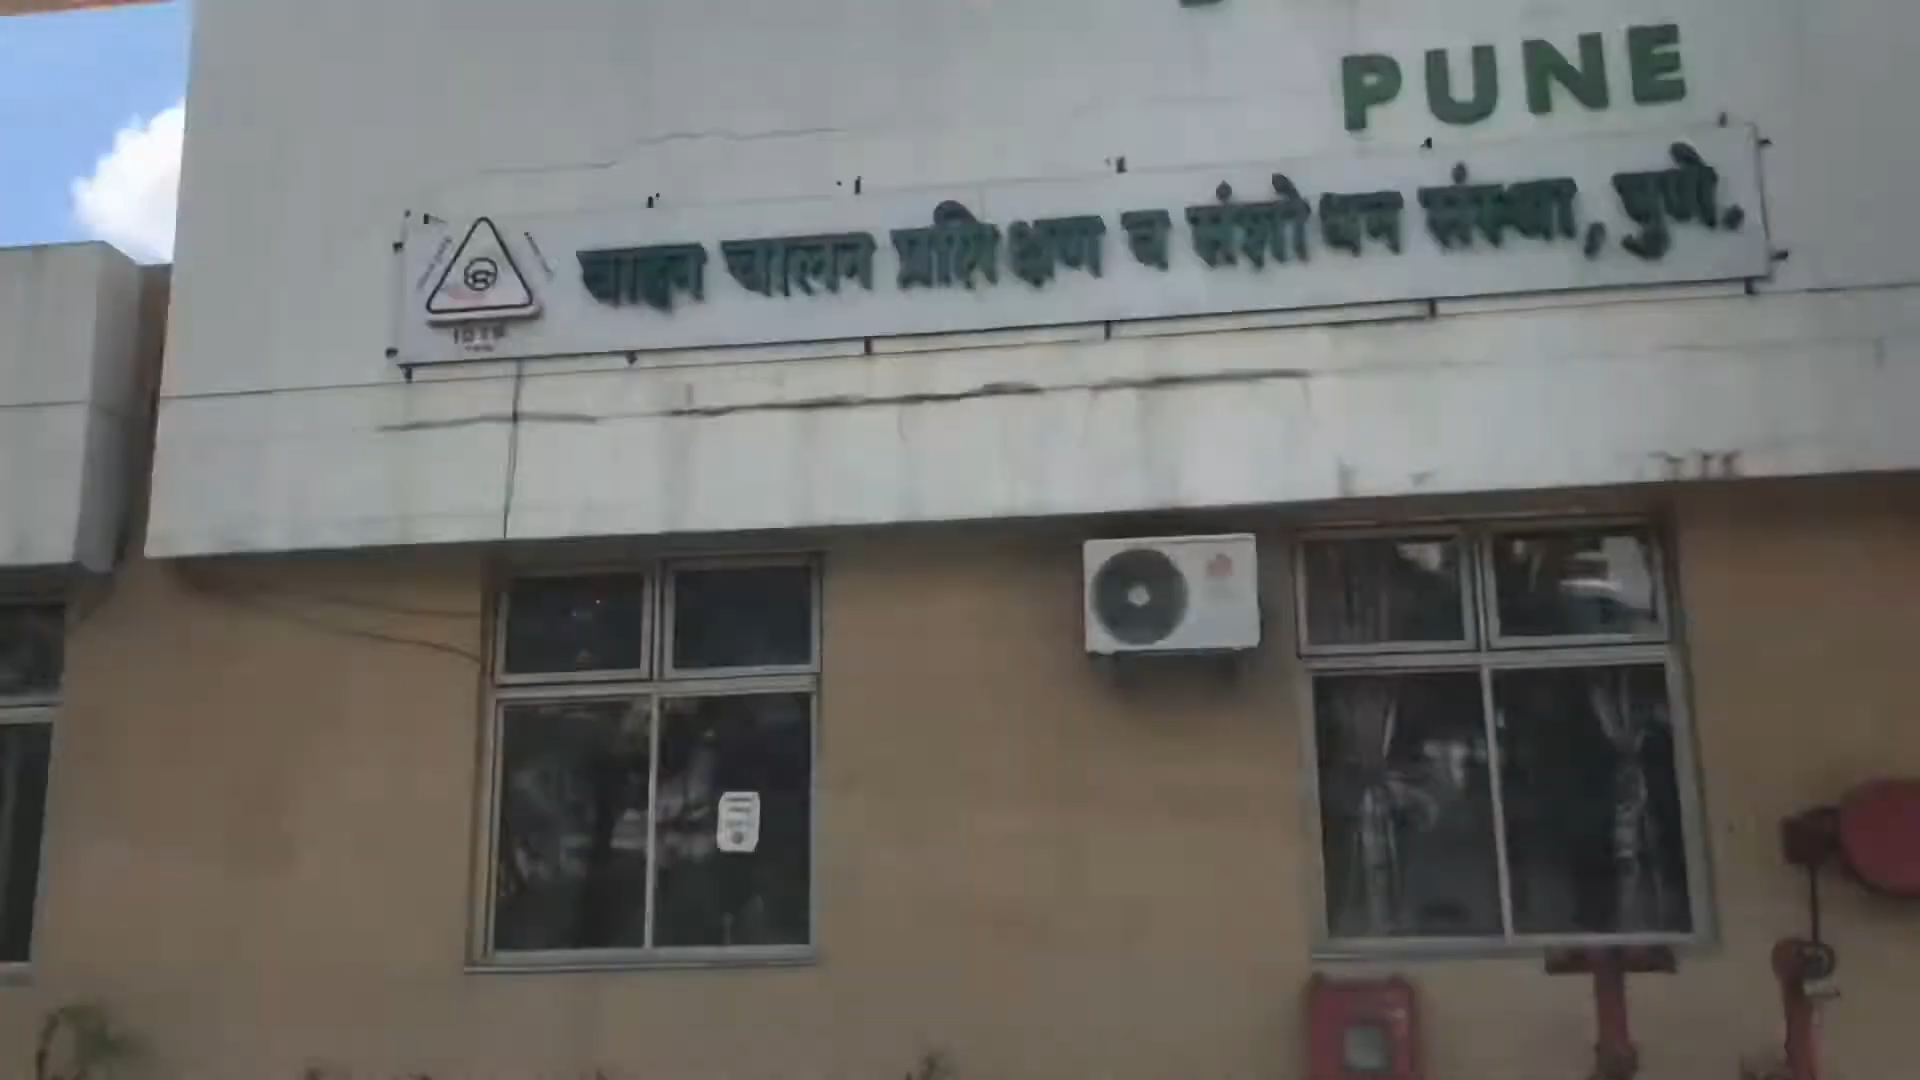 PUNE
वाहन चालन प्रशिक्षण व संशोधन संस्था, पुणे.